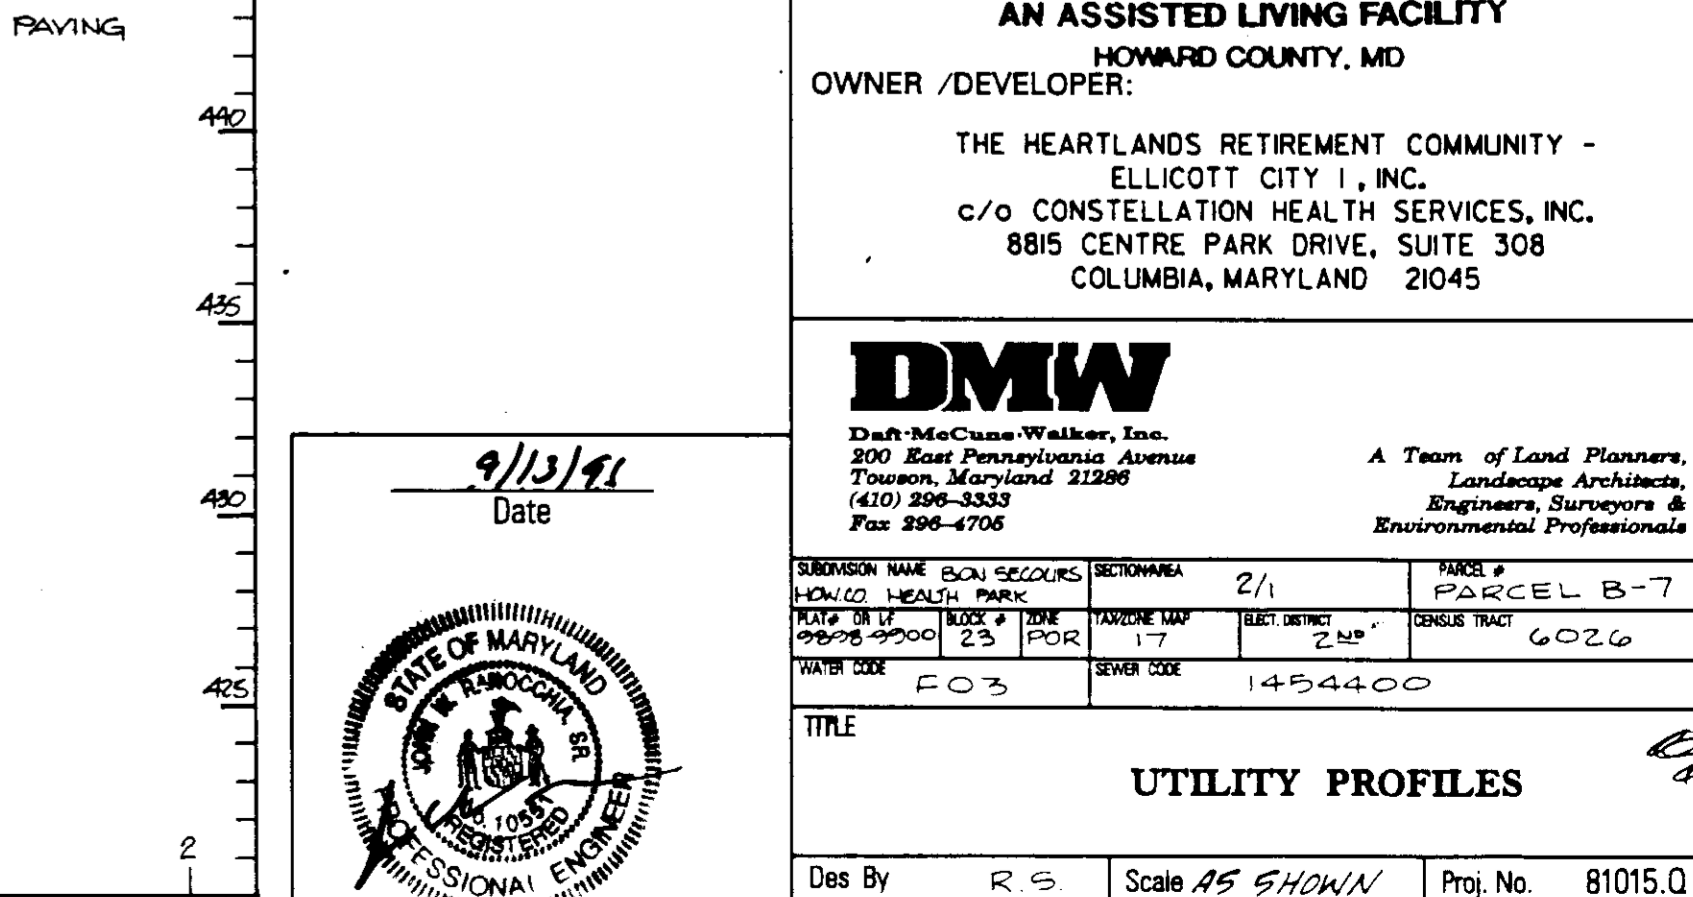 PAVING
440
435
430
425
2
9/13/91
Date
STATE OF MARYLAND
JOHN W. RANOCCHIA, SR.
No. 10551
REGISTERED
PROFESSIONAL ENGINEER
AN ASSISTED LIVING FACILITY
HOWARD COUNTY, MD
OWNER /DEVELOPER:
THE HEARTLANDS RETIREMENT COMMUNITY -
ELLICOTT CITY I, INC.
c/o CONSTELLATION HEALTH SERVICES, INC.
8815 CENTRE PARK DRIVE, SUITE 308
COLUMBIA, MARYLAND 21045
DMW
Daft·McCune·Walker, Inc.
200 East Pennsylvania Avenue
Towson, Maryland 21286
(410) 296-3333
Fax 296-4705
A Team of Land Planners,
Landscape Architects,
Engineers, Surveyors &
Environmental Professionals
SUBDIVISION NAME BON SECOURS
HOW.CO. HEALTH PARK
SECTION/AREA 2/1
PARCEL # PARCEL B-7
PLAT# OR L/F 9898-9900
BLOCK # 23
ZONE POR
TAX/ZONE MAP 17
ELECT. DISTRICT 2ND
CENSUS TRACT 6026
WATER CODE F03
SEWER CODE 1454400
TITLE
UTILITY PROFILES
Des By R.S.
Scale AS SHOWN
Proj. No. 81015.Q